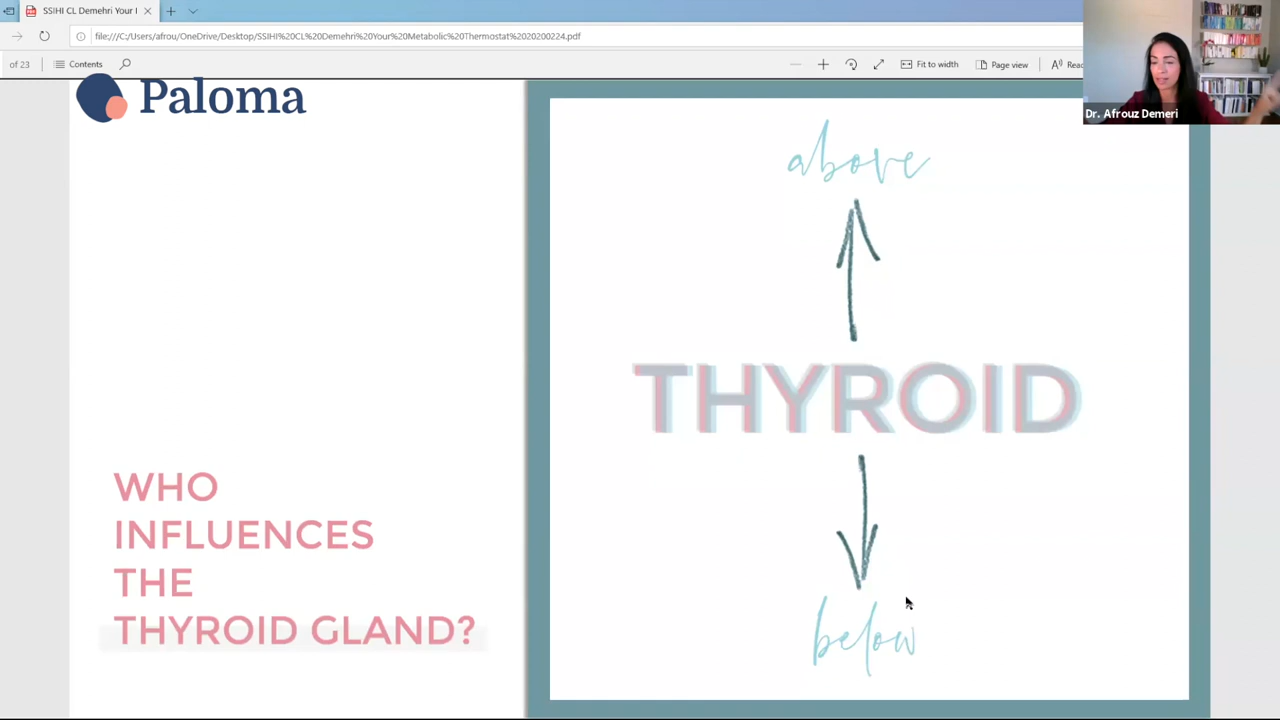 SSIHI CL Demehri Your I
file:///C:/Users/afrou/OneDrive/Desktop/SSIHI%20CL%20Demehri%20Your%20Metabolic%20Thermostat%2020200224.pdf
of 23
Contents
Fit to width
Page view
Rea
Dr. Afrouz Demeri
Paloma
above
THYROID
below
WHO
INFLUENCES
THE
THYROID GLAND?